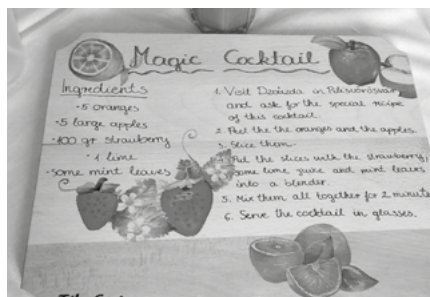 Magic Cocktail
Ingredients
•5 oranges
•5 large apples
•100 gr strawberry
•1 lime
•some mint leaves
1. Visit Dzsúzda in Pilisvörösvár
and ask for the special recipe
of this cocktail.
2. Peel the the oranges and the apples.
3. Slice them.
4. Put the slices with the strawberry,
some lime juice and mint leaves
into a blender.
5. Mix them all together for 2 minutes
6. Serve the cocktail in glasses.